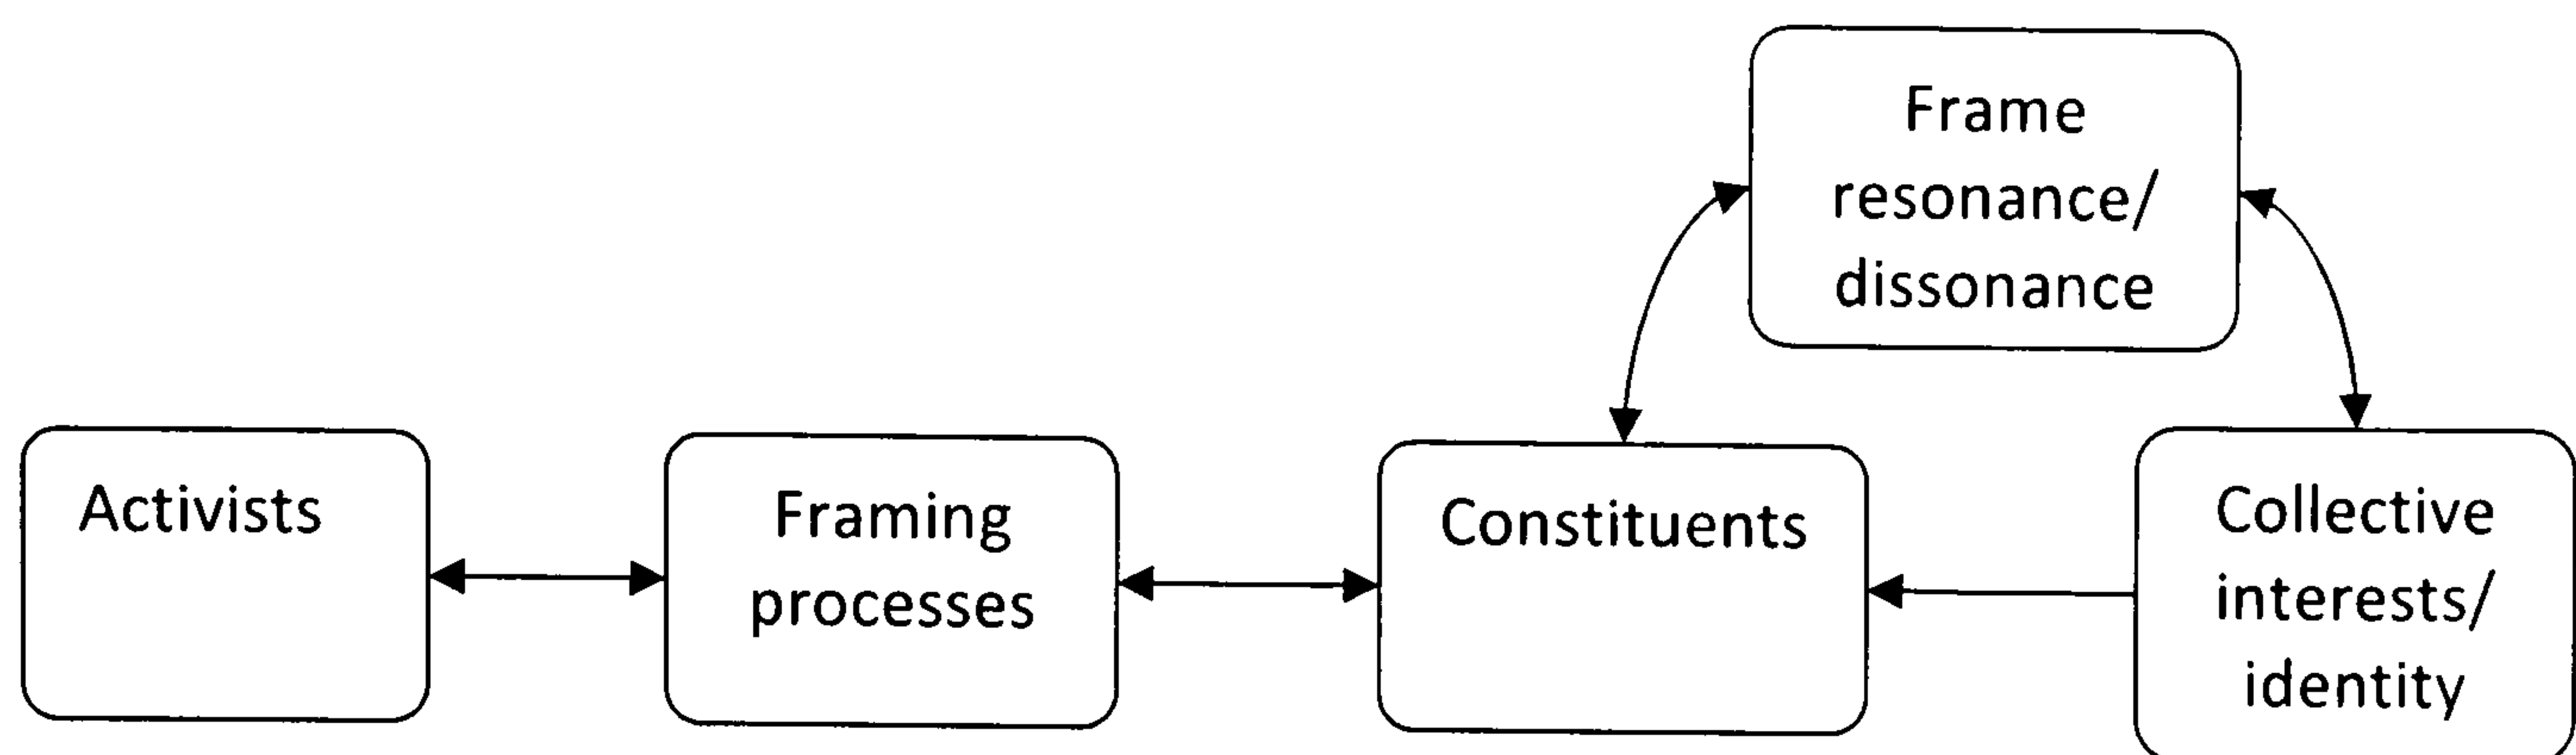 Frame
resonance/
dissonance
Activists
Framing
processes
Constituents
Collective
interests/
identity